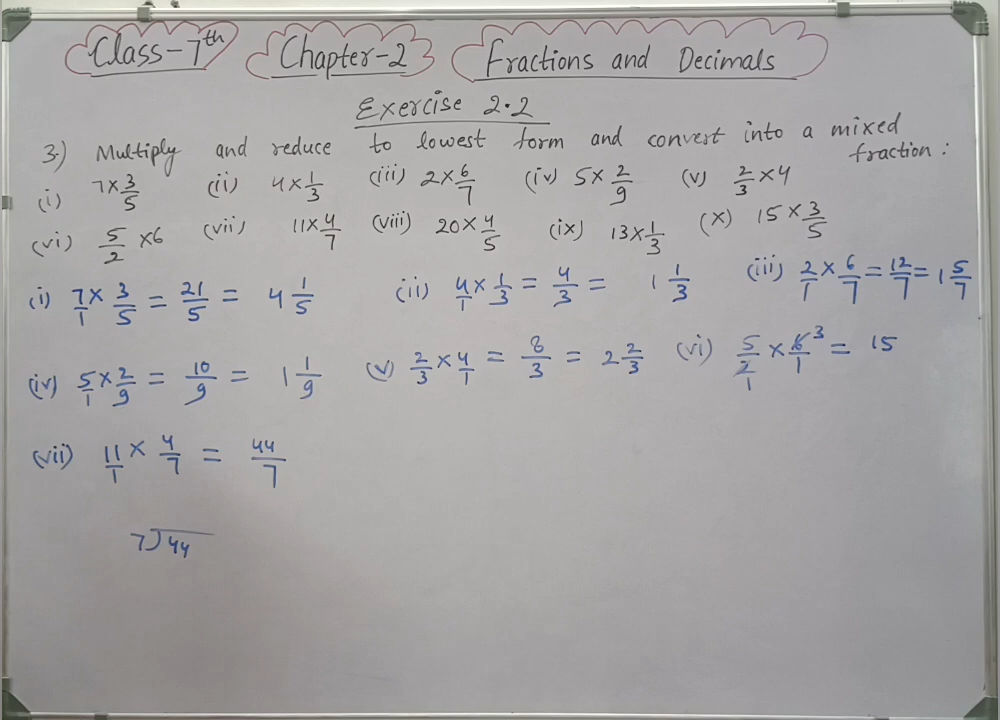 Class-7th Chapter-2 Fractions and Decimals
Exercise 2.2
3.) Multiply and reduce to lowest form and convert into a mixed fraction:
(i) 7×3/5 (ii) 4×1/3 (iii) 2×6/7 (iv) 5×2/9 (v) 2/3×4
(vi) 5/2×6 (vii) 11×4/7 (viii) 20×4/5 (ix) 13×1/3 (x) 15×3/5
(i) 7/1×3/5 = 21/5 = 4 1/5 (ii) 4/1×1/3 = 4/3 = 1 1/3 (iii) 2/1×6/7 = 12/7 = 1 5/7
(iv) 5/1×2/9 = 10/9 = 1 1/9 (v) 2/3×4/1 = 8/3 = 2 2/3 (vi) 5/2 1×6 3/1 = 15
(vii) 11/1×4/7 = 44/7
7)44